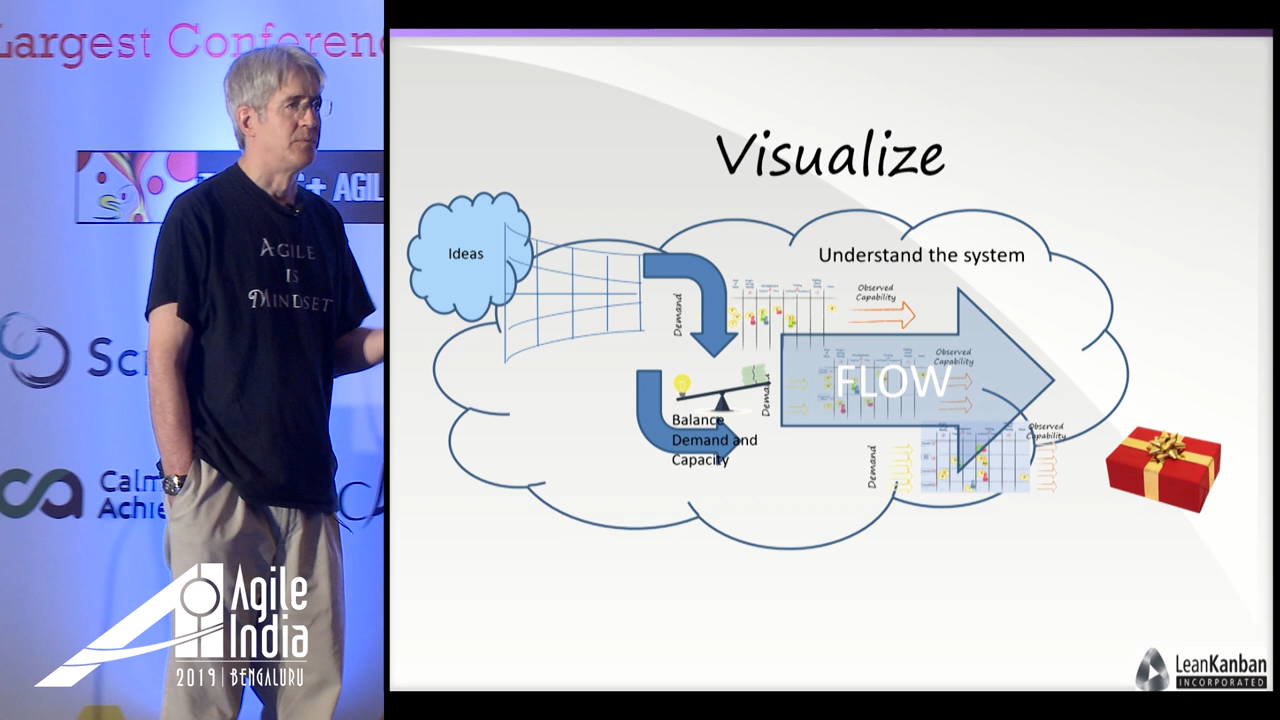 Largest Conferenc
+ AGIL
AGILE
IS
MINDSET
Sc
Calm
Achie
Agile
India
2019 | BENGALURU
Visualize
Ideas
Understand the system
Demand
Observed
Capability
Observed
Capability
FLOW
Demand
Balance
Demand and
Capacity
Observed
Capability
Demand
LeanKanban
INCORPORATED